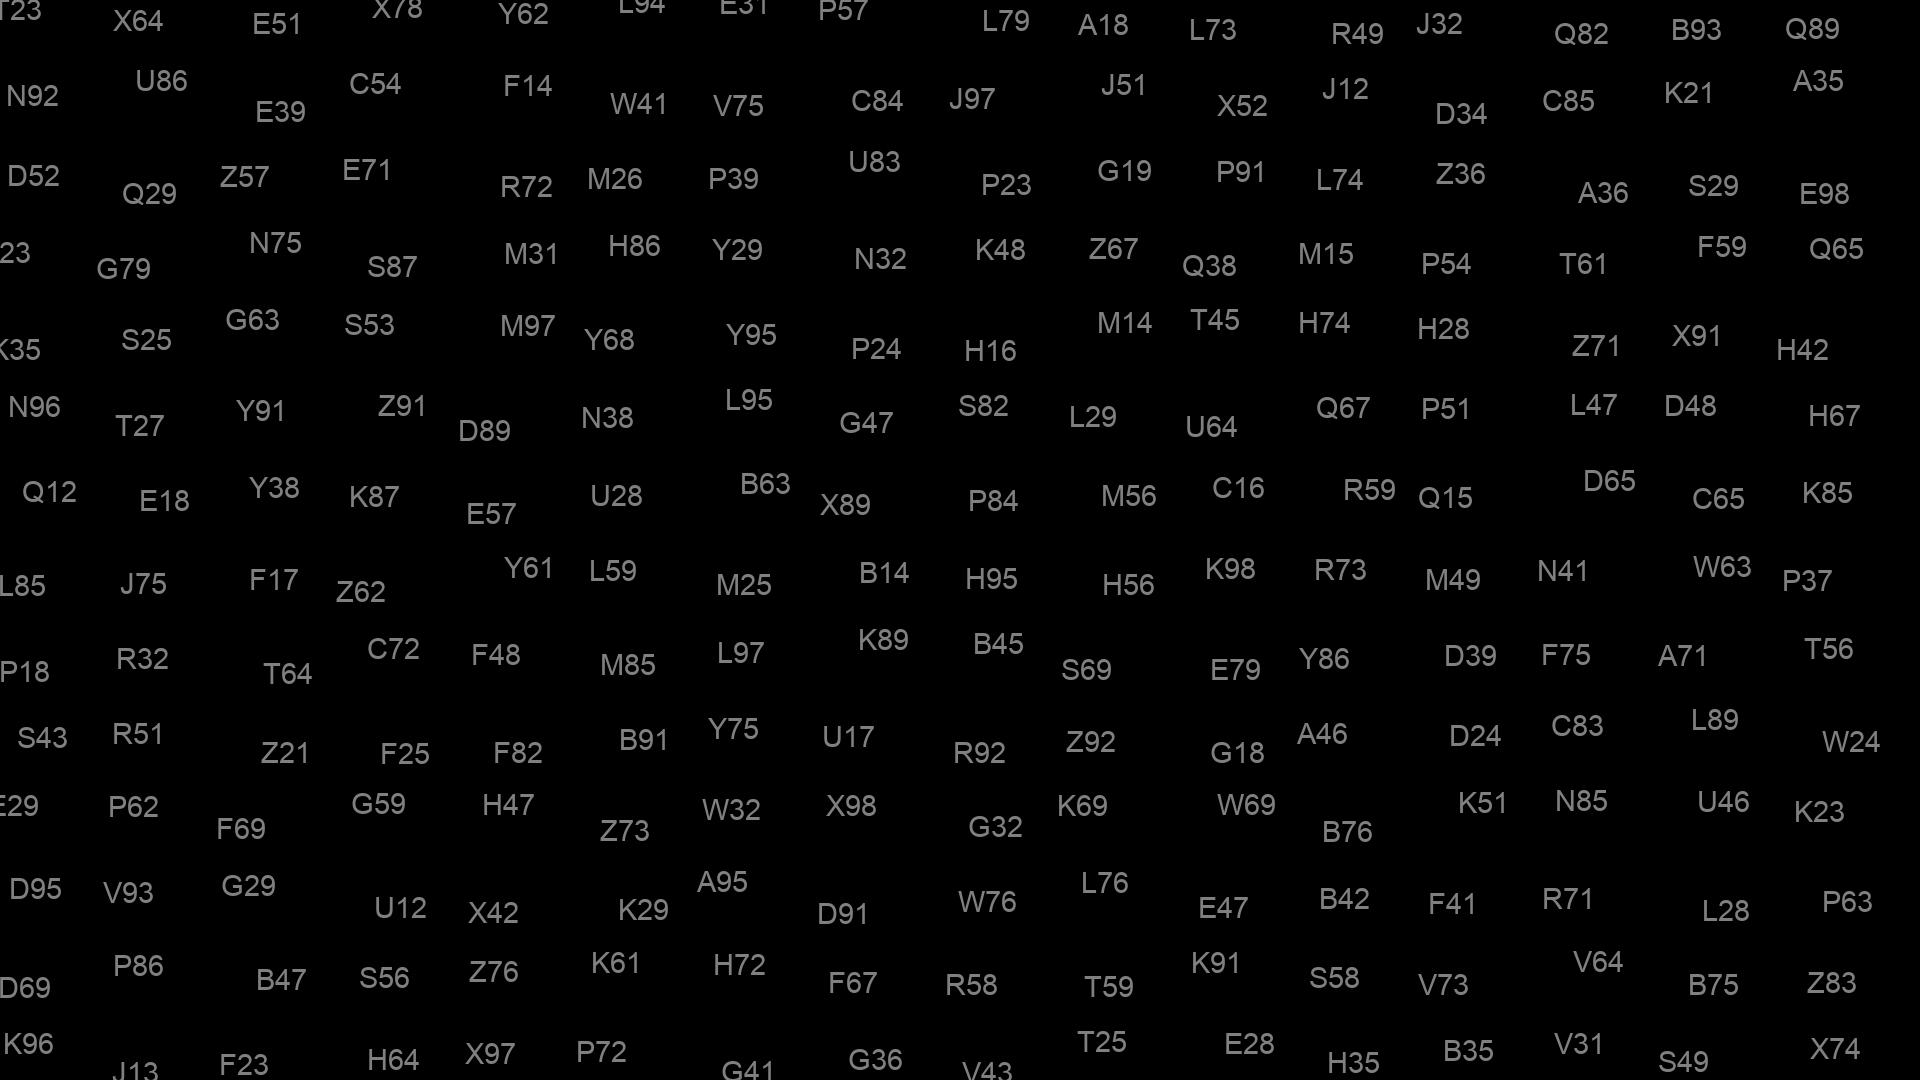 T23 X64 E51 X78 Y62 L94 E31 P57 L79 A18 L73 R49 J32 Q82 B93 Q89
N92 U86 E39 C54 F14 W41 V75 C84 J97 J51 X52 J12 D34 C85 K21 A35
D52 Q29 Z57 E71 R72 M26 P39 U83 P23 G19 P91 L74 Z36 A36 S29 E98
23 G79 N75 S87 M31 H86 Y29 N32 K48 Z67 Q38 M15 P54 T61 F59 Q65
K35 S25 G63 S53 M97 Y68 Y95 P24 H16 M14 T45 H74 H28 Z71 X91 H42
N96 T27 Y91 Z91 D89 N38 L95 G47 S82 L29 U64 Q67 P51 L47 D48 H67
Q12 E18 Y38 K87 E57 U28 B63 X89 P84 M56 C16 R59 Q15 D65 C65 K85
L85 J75 F17 Z62 Y61 L59 M25 B14 H95 H56 K98 R73 M49 N41 W63 P37
P18 R32 T64 C72 F48 M85 L97 K89 B45 S69 E79 Y86 D39 F75 A71 T56
S43 R51 Z21 F25 F82 B91 Y75 U17 R92 Z92 G18 A46 D24 C83 L89 W24
E29 P62 F69 G59 H47 Z73 W32 X98 G32 K69 W69 B76 K51 N85 U46 K23
D95 V93 G29 U12 X42 K29 A95 D91 W76 L76 E47 B42 F41 R71 L28 P63
D69 P86 B47 S56 Z76 K61 H72 F67 R58 T59 K91 S58 V73 V64 B75 Z83
K96 J13 F23 H64 X97 P72 G41 G36 V43 T25 E28 H35 B35 V31 S49 X74